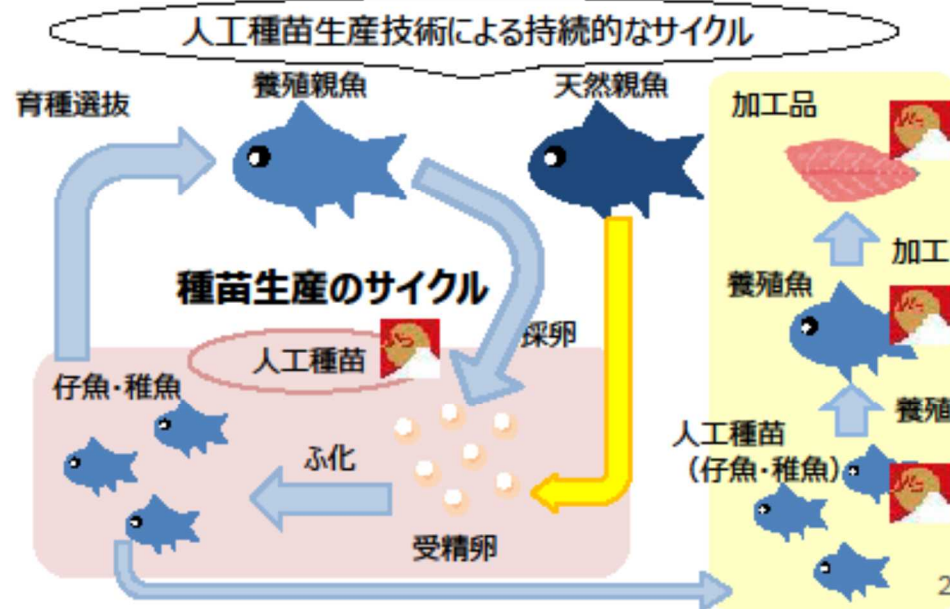 人工種苗生産技術による持続的なサイクル
育種選抜
養殖親魚
天然親魚
種苗生産のサイクル
採卵
人工種苗
仔魚・稚魚
ふ化
受精卵
加工品
加工
養殖魚
養殖
人工種苗
(仔魚・稚魚)
2